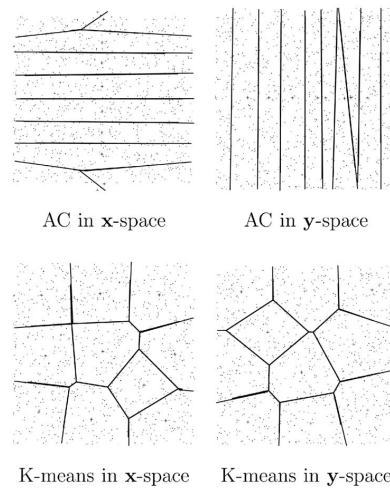 AC in x-space
AC in y-space
K-means in x-space
K-means in y-space